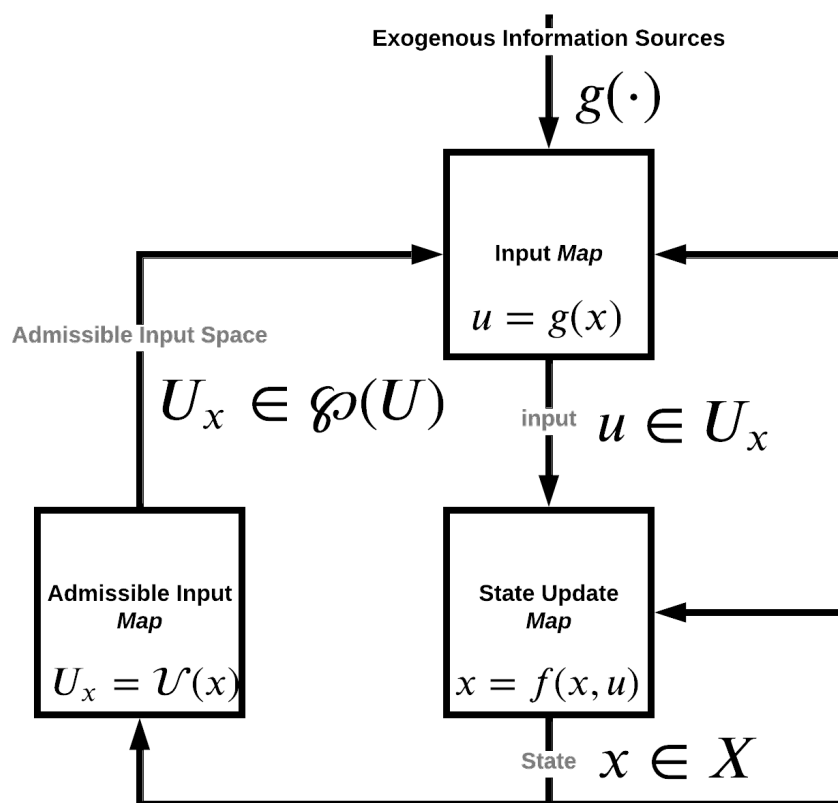 Exogenous Information Sources
g(·)
Input Map
u = g(x)
Admissible Input Space
U_x ∈ ℘(U)
input
u ∈ U_x
Admissible Input
Map
U_x = 𝒰(x)
State Update
Map
x = f(x, u)
State
x ∈ X